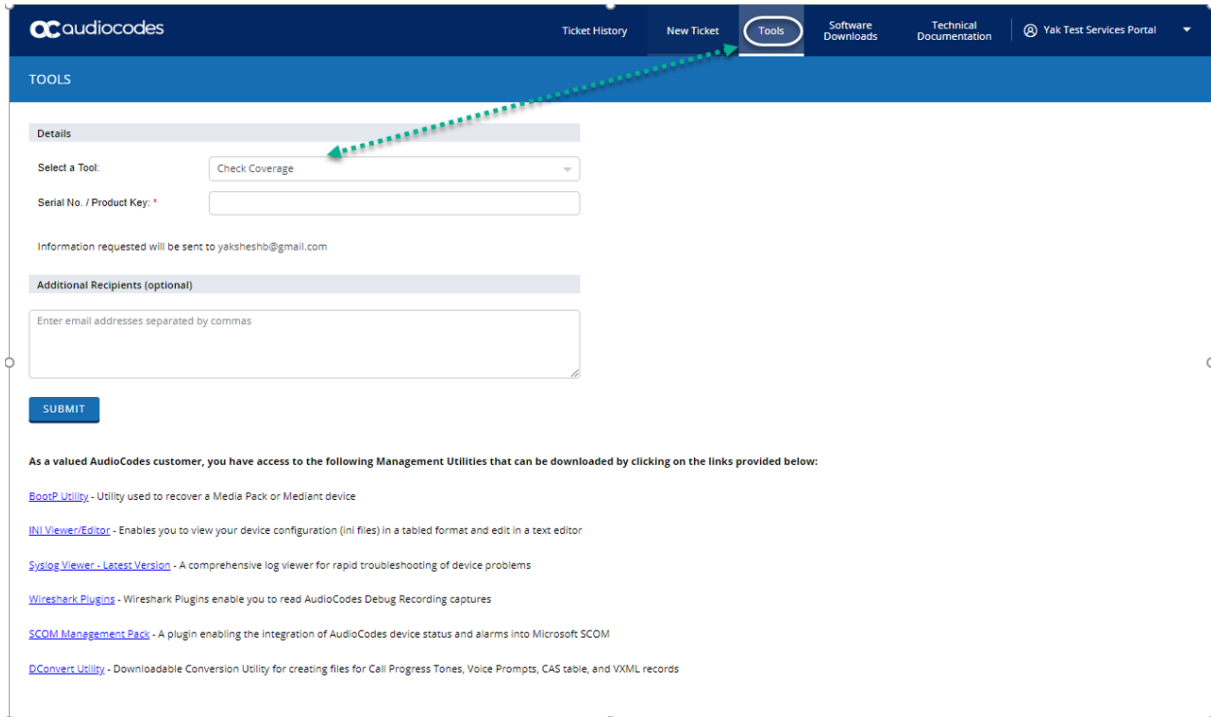 audiocodes
Ticket History
New Ticket
Tools
Software
Downloads
Technical
Documentation
Yak Test Services Portal
TOOLS
Details
Select a Tool:
Check Coverage
Serial No. / Product Key: *
Information requested will be sent to yaksheshb@gmail.com
Additional Recipients (optional)
Enter email addresses separated by commas
SUBMIT
As a valued AudioCodes customer, you have access to the following Management Utilities that can be downloaded by clicking on the links provided below:
BootP Utility - Utility used to recover a Media Pack or Mediant device
INI Viewer/Editor - Enables you to view your device configuration (ini files) in a tabled format and edit in a text editor
Syslog Viewer - Latest Version - A comprehensive log viewer for rapid troubleshooting of device problems
Wireshark Plugins - Wireshark Plugins enable you to read AudioCodes Debug Recording captures
SCOM Management Pack - A plugin enabling the integration of AudioCodes device status and alarms into Microsoft SCOM
DConvert Utility - Downloadable Conversion Utility for creating files for Call Progress Tones, Voice Prompts, CAS table, and VXML records